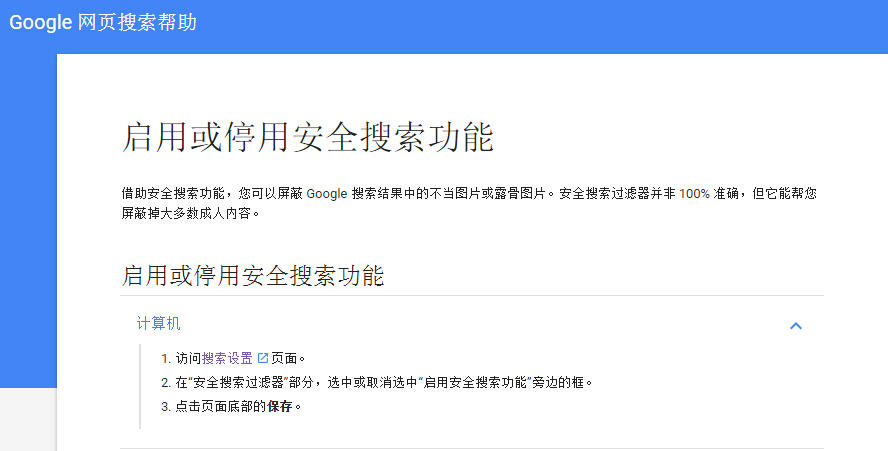 Google 网页搜索帮助
启用或停用安全搜索功能
借助安全搜索功能，您可以屏蔽 Google 搜索结果中的不当图片或露骨图片。安全搜索过滤器并非 100% 准确，但它能帮您
屏蔽掉大多数成人内容。
启用或停用安全搜索功能
计算机
1. 访问搜索设置页面。
2. 在“安全搜索过滤器”部分，选中或取消选中“启用安全搜索功能”旁边的框。
3. 点击页面底部的保存。